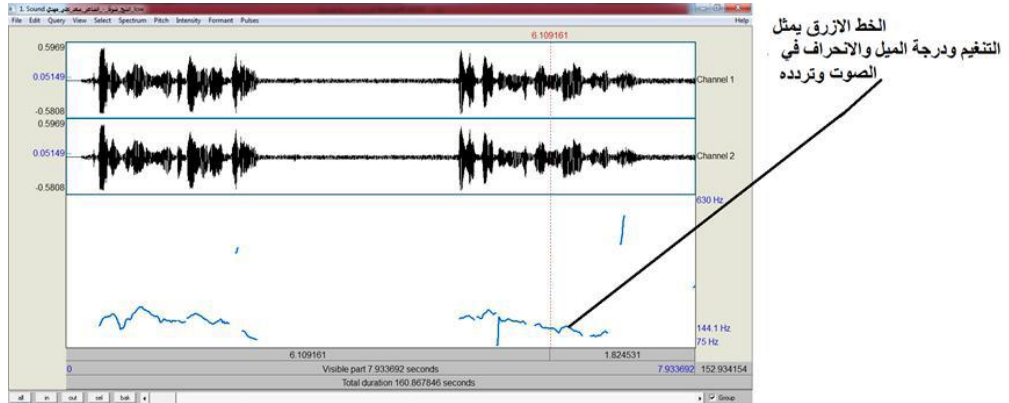 1. Sound
File Edit Query View Select Spectrum Pitch Intensity Formant Pulses
Help
6.109161
0.5969
0.05149
-0.5808
Channel 1
0.5969
0.05149
-0.5808
Channel 2
630 Hz
144.1 Hz
75 Hz
6.109161
1.824531
0
Visible part 7.933692 seconds
7.933692
152.934154
Total duration 160.867846 seconds
all in out sel bak
Group
الخط الازرق يمثل
التنغيم ودرجة الميل والانحراف في
الصوت وتردده